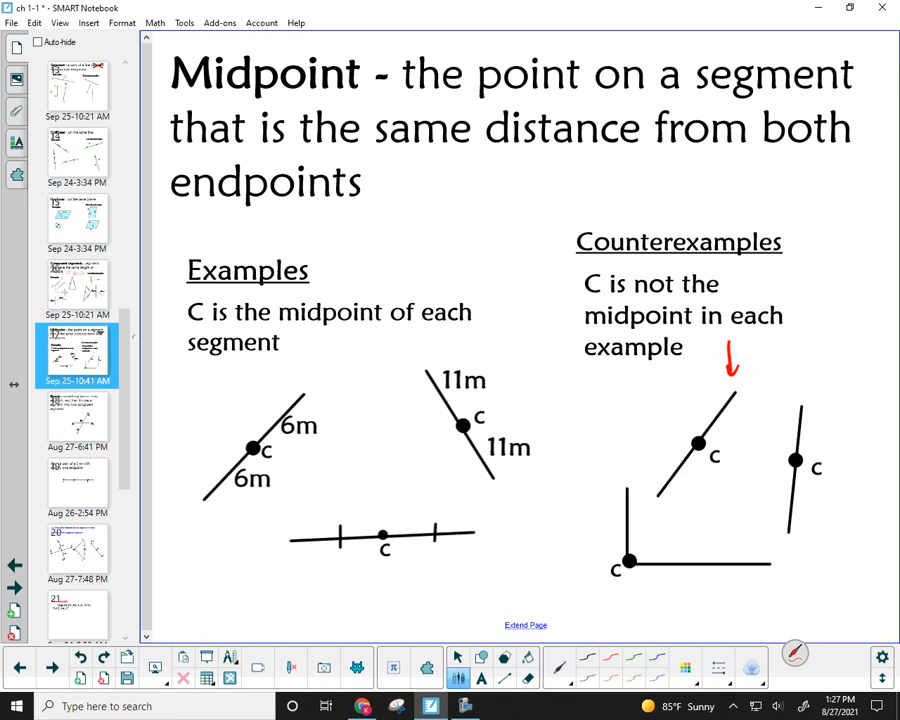 ch 1-1 * - SMART Notebook
File Edit View Insert Format Math Tools Add-ons Account Help
Auto-hide
Sep 25-10:21 AM
14
Sep 24-3:34 PM
15
Sep 24-3:34 PM
Sep 25-10:21 AM
Sep 25-10:41 AM
Aug 27-6:41 PM
Aug 26-2:54 PM
20
Aug 27-7:48 PM
21
Midpoint - the point on a segment
that is the same distance from both
endpoints
Examples
C is the midpoint of each
segment
6m
C
6m
11m
C
11m
C
Counterexamples
C is not the
midpoint in each
example
C
C
C
Extend Page
Type here to search
85°F Sunny
1:27 PM
8/27/2021